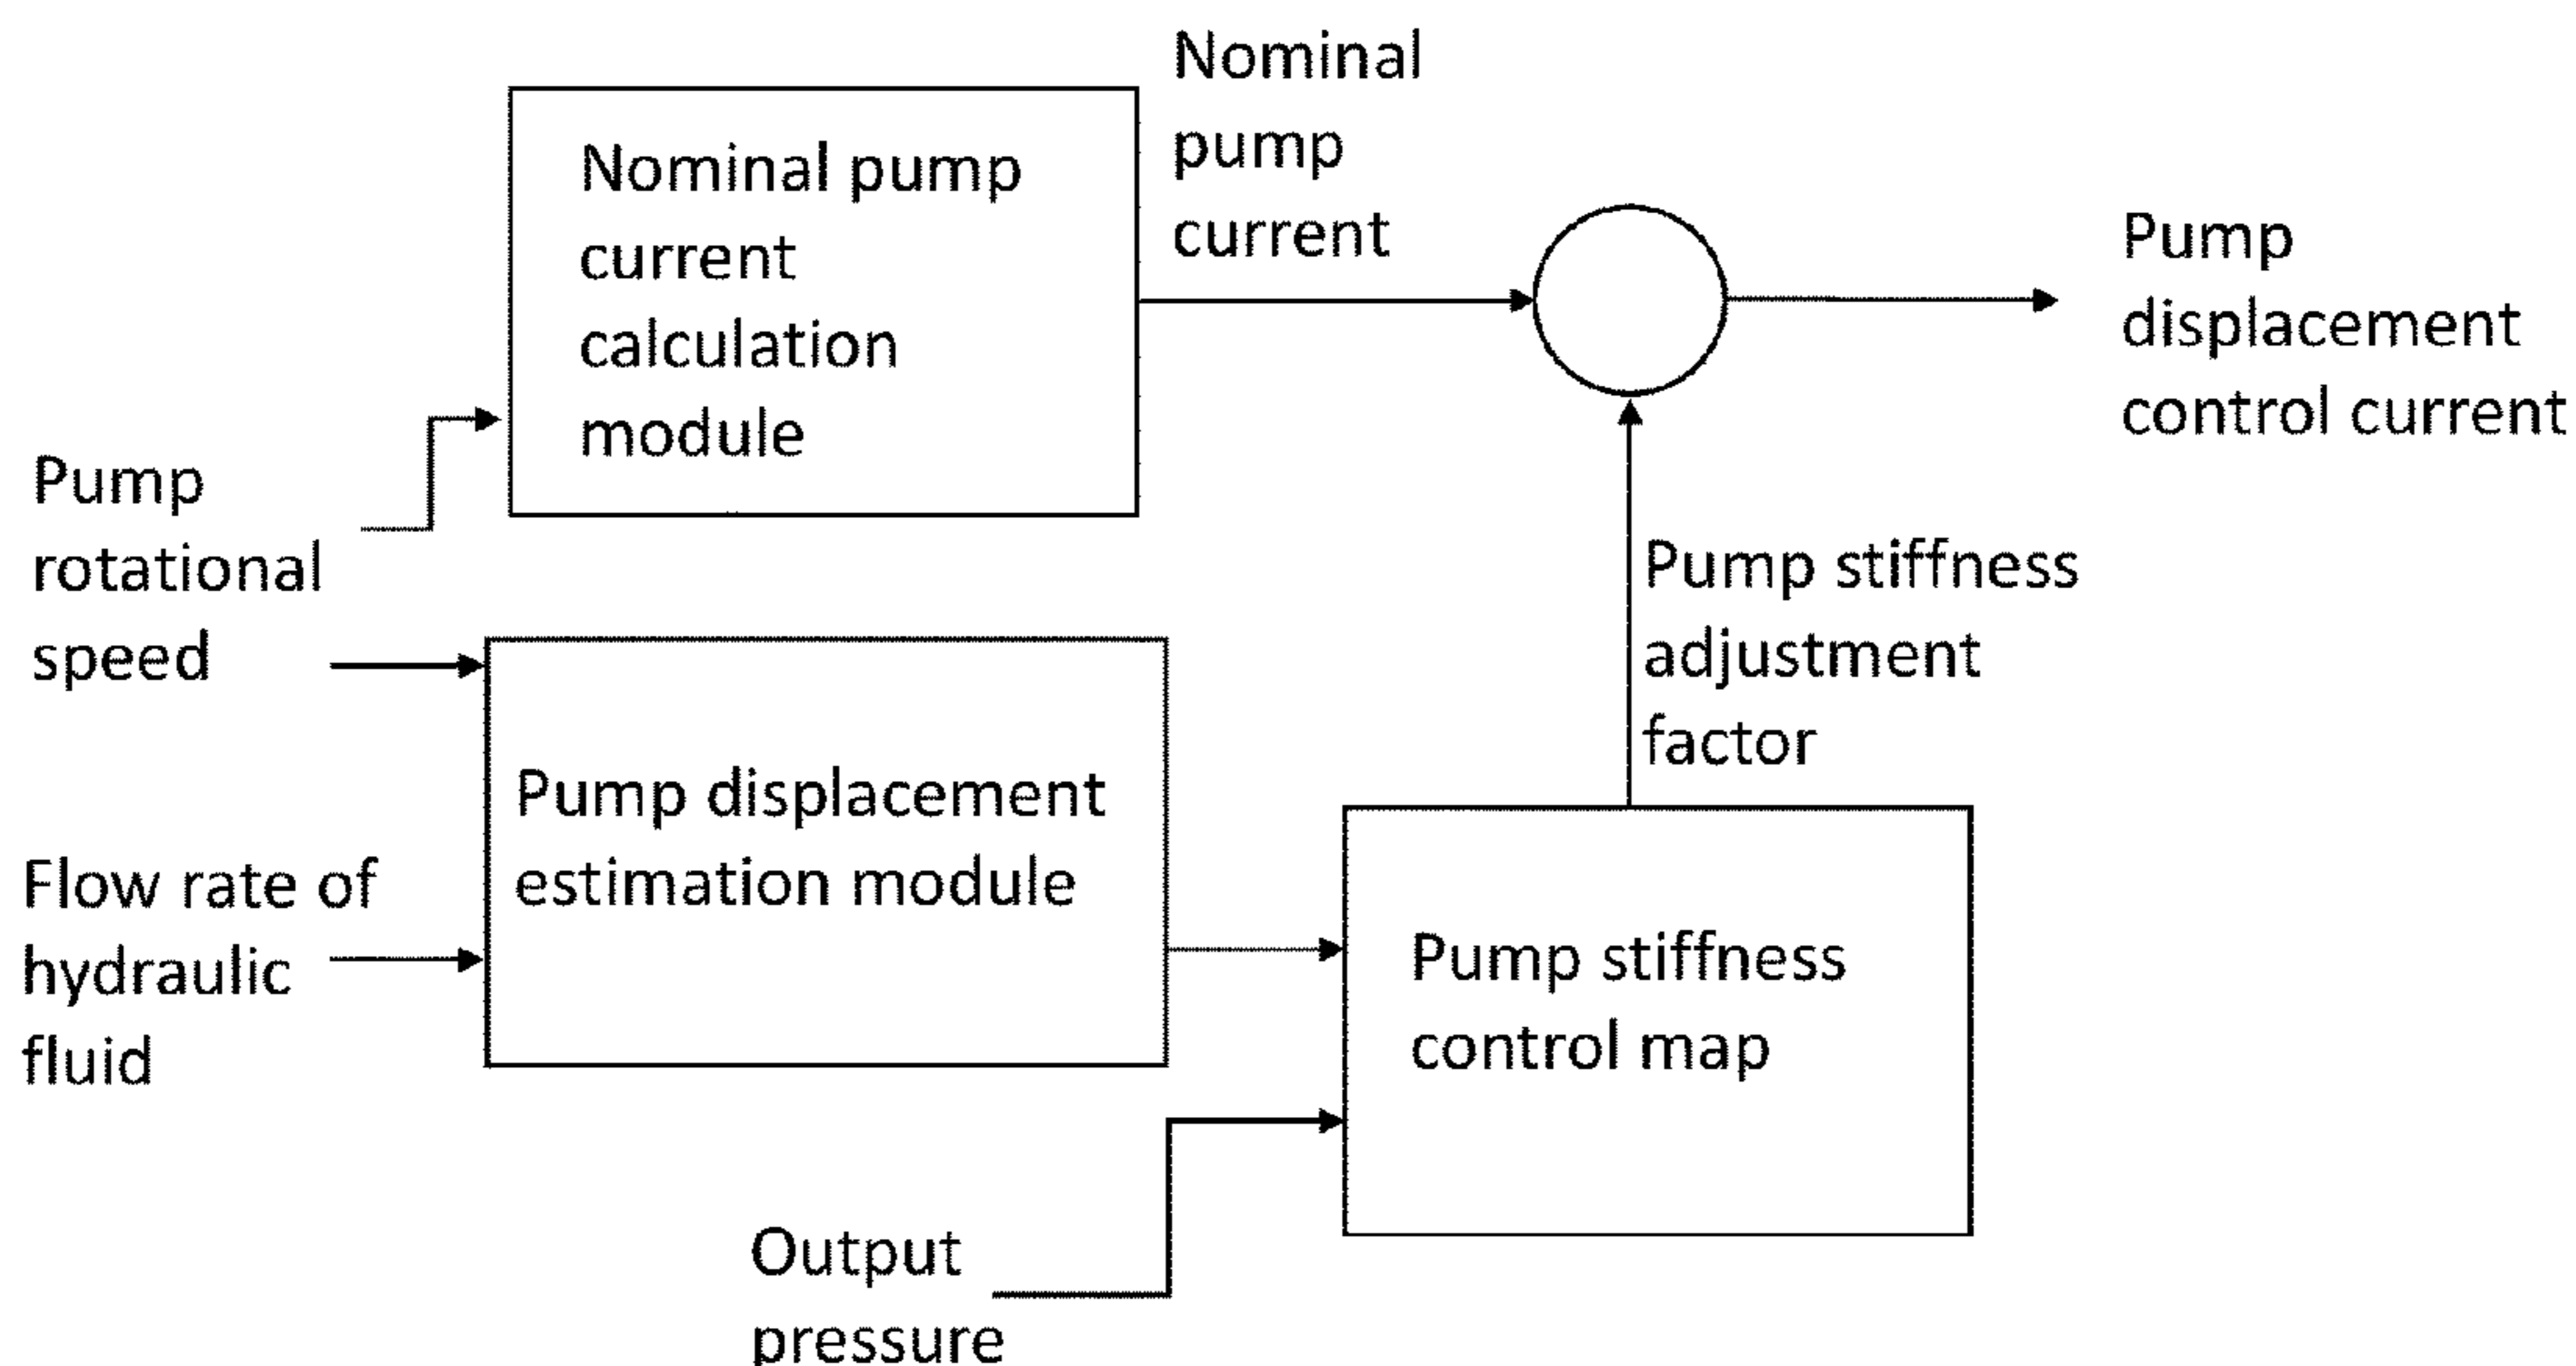 Nominal
pump
current
Nominal pump
current
calculation
module
Pump
displacement
control current
Pump
rotational
speed
Pump stiffness
adjustment
factor
Pump displacement
estimation module
Flow rate of
hydraulic
fluid
Pump stiffness
control map
Output
pressure